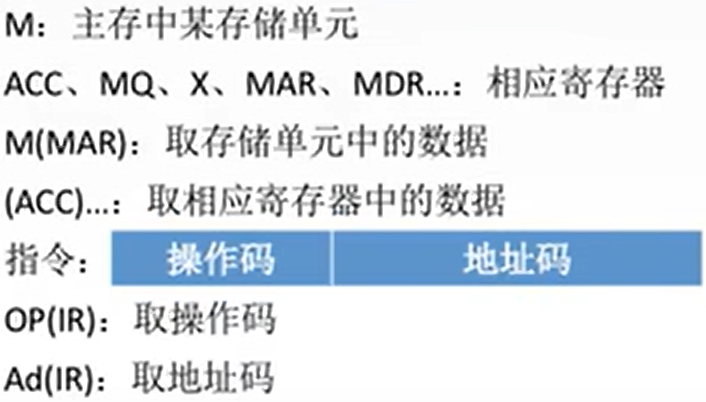 M：主存中某存储单元
ACC、MQ、X、MAR、MDR...：相应寄存器
M(MAR)：取存储单元中的数据
(ACC)...：取相应寄存器中的数据
指令：操作码 地址码
OP(IR)：取操作码
Ad(IR)：取地址码